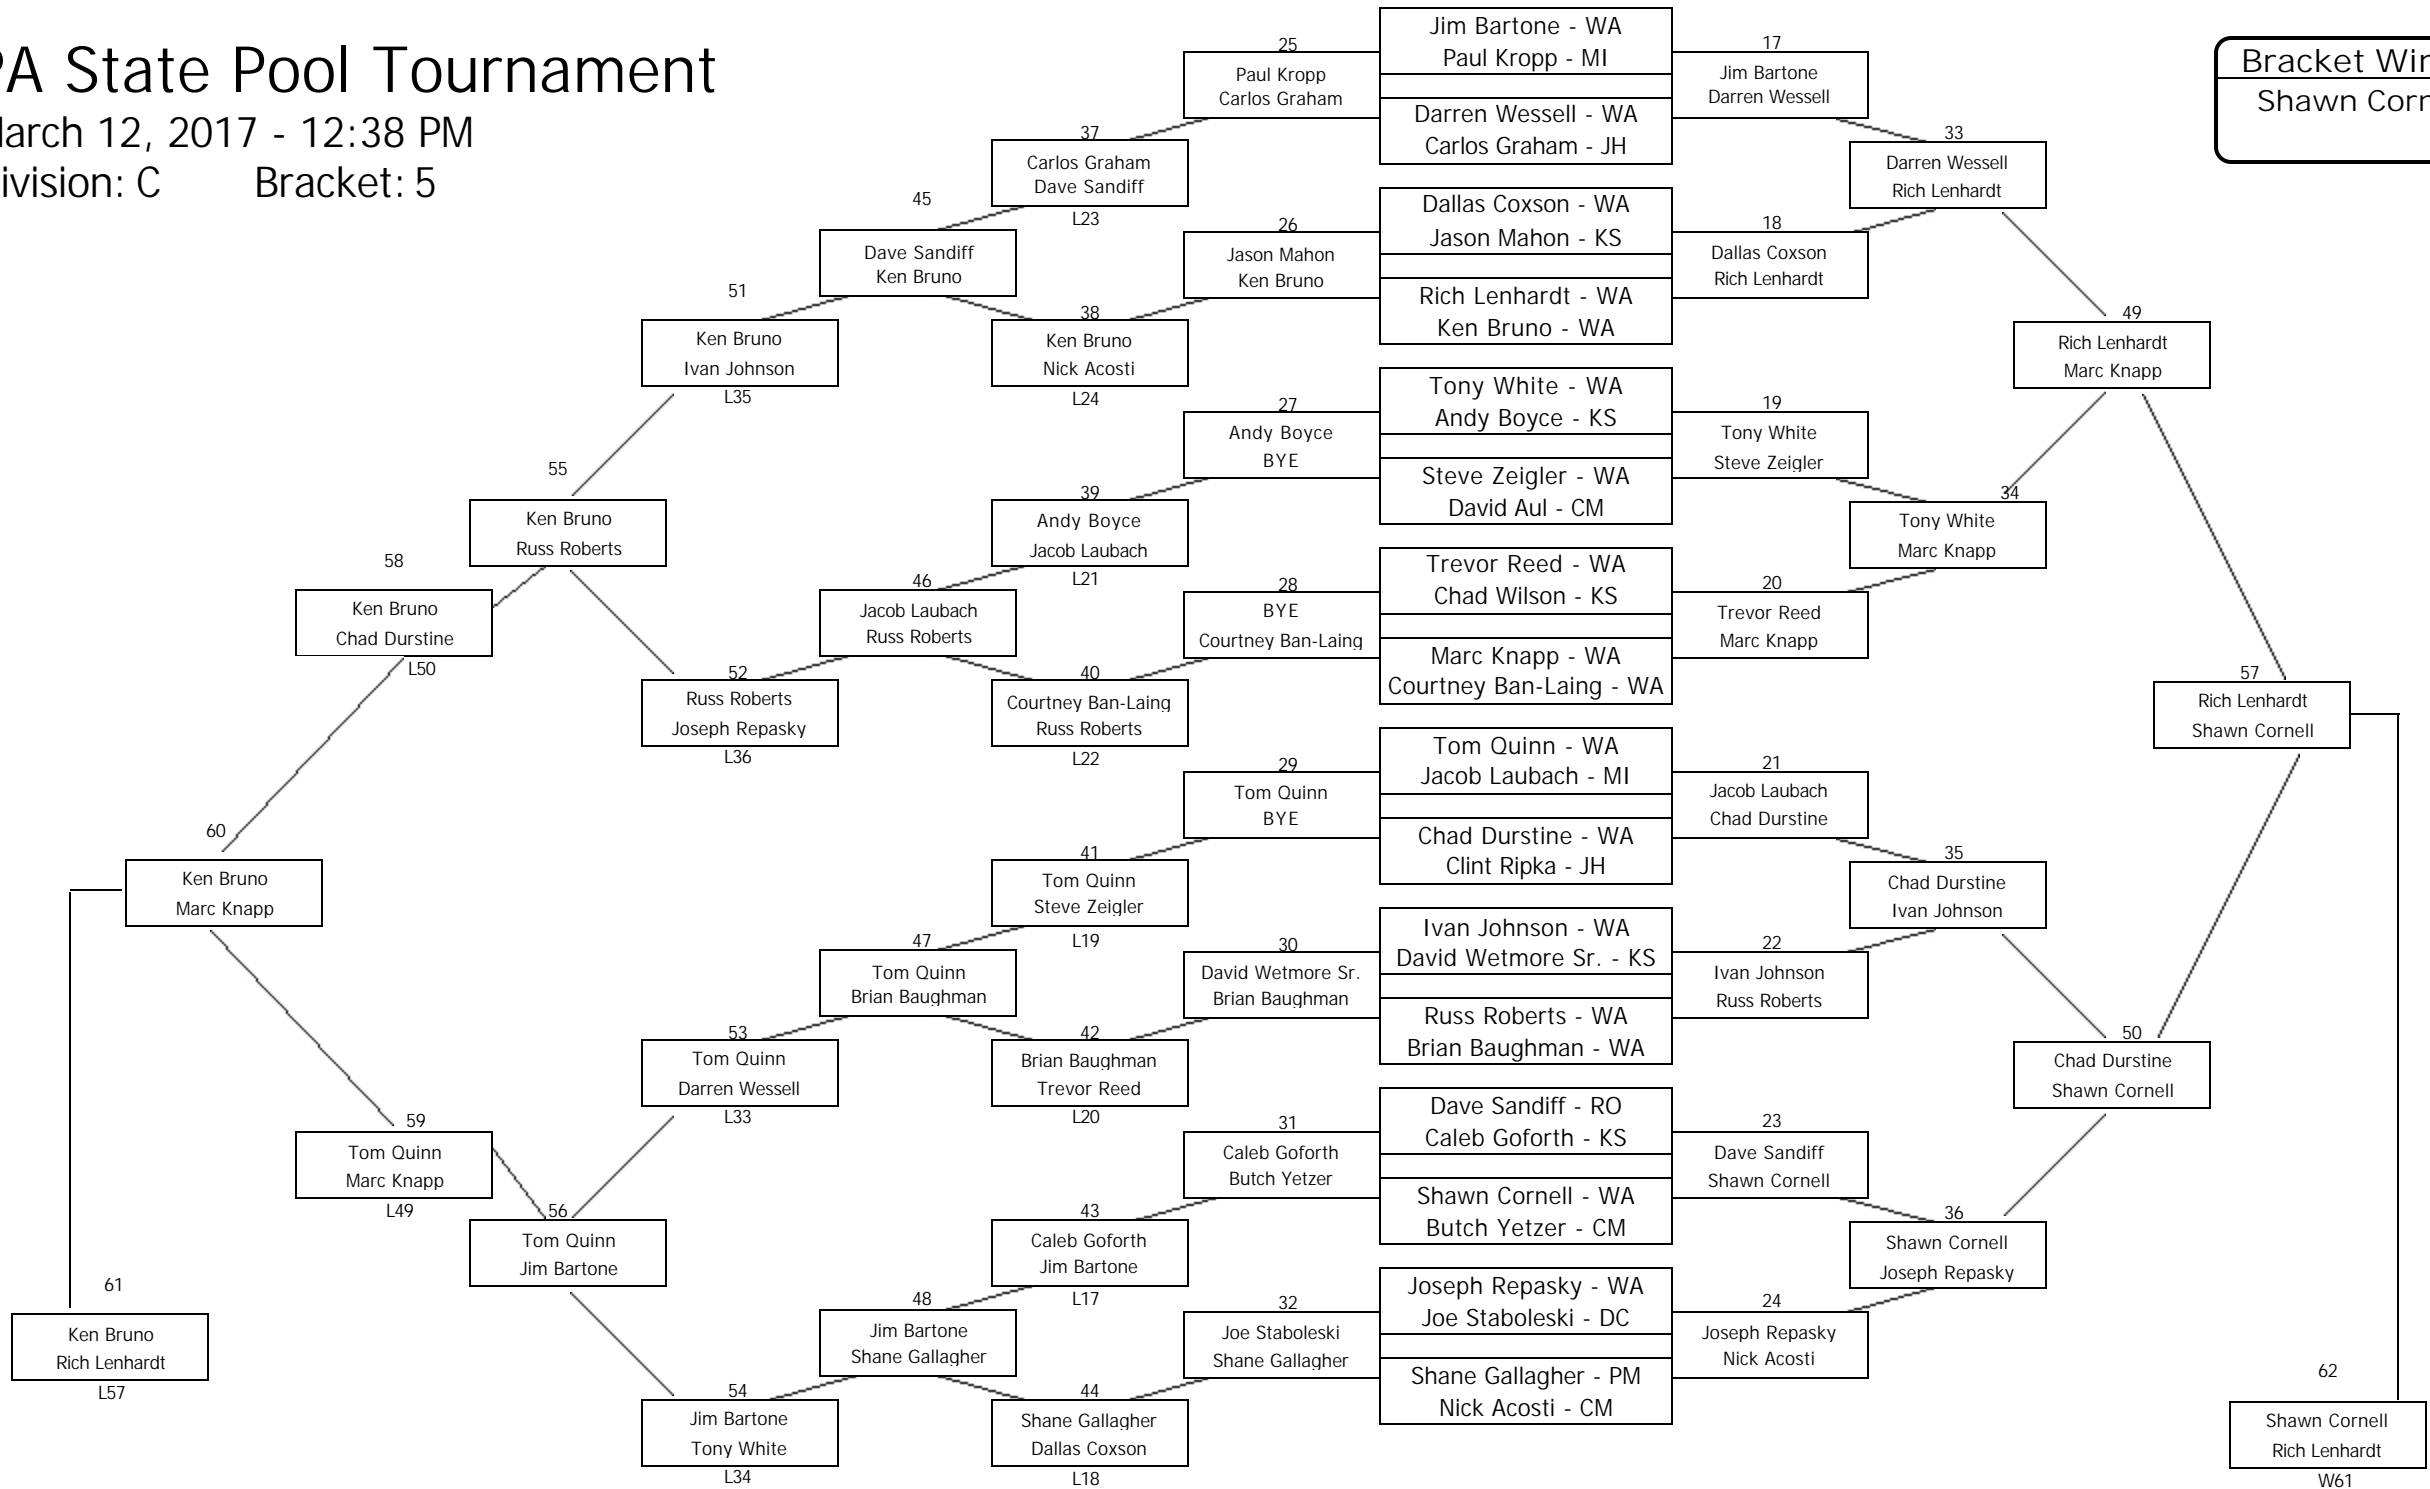 PA State Pool Tournament
March 12, 2017 - 12:38 PM
Division: C Bracket: 5
Bracket Win
Shawn Corn
61
Ken Bruno
Rich Lenhardt
L57
60
Ken Bruno
Marc Knapp
58
Ken Bruno
Chad Durstine
L50
59
Tom Quinn
Marc Knapp
L49
55
Ken Bruno
Russ Roberts
56
Tom Quinn
Jim Bartone
51
Ken Bruno
Ivan Johnson
L35
52
Russ Roberts
Joseph Repasky
L36
53
Tom Quinn
Darren Wessell
L33
54
Jim Bartone
Tony White
L34
45
Dave Sandiff
Ken Bruno
46
Jacob Laubach
Russ Roberts
47
Tom Quinn
Brian Baughman
48
Jim Bartone
Shane Gallagher
37
Carlos Graham
Dave Sandiff
L23
38
Ken Bruno
Nick Acosti
L24
39
Andy Boyce
Jacob Laubach
L21
40
Courtney Ban-Laing
Russ Roberts
L22
41
Tom Quinn
Steve Zeigler
L19
42
Brian Baughman
Trevor Reed
L20
43
Caleb Goforth
Jim Bartone
L17
44
Shane Gallagher
Dallas Coxson
L18
25
Paul Kropp
Carlos Graham
26
Jason Mahon
Ken Bruno
27
Andy Boyce
BYE
28
BYE
Courtney Ban-Laing
29
Tom Quinn
BYE
30
David Wetmore Sr.
Brian Baughman
31
Caleb Goforth
Butch Yetzer
32
Joe Staboleski
Shane Gallagher
Jim Bartone - WA
Paul Kropp - MI
Darren Wessell - WA
Carlos Graham - JH
Dallas Coxson - WA
Jason Mahon - KS
Rich Lenhardt - WA
Ken Bruno - WA
Tony White - WA
Andy Boyce - KS
Steve Zeigler - WA
David Aul - CM
Trevor Reed - WA
Chad Wilson - KS
Marc Knapp - WA
Courtney Ban-Laing - WA
Tom Quinn - WA
Jacob Laubach - MI
Chad Durstine - WA
Clint Ripka - JH
Ivan Johnson - WA
David Wetmore Sr. - KS
Russ Roberts - WA
Brian Baughman - WA
Dave Sandiff - RO
Caleb Goforth - KS
Shawn Cornell - WA
Butch Yetzer - CM
Joseph Repasky - WA
Joe Staboleski - DC
Shane Gallagher - PM
Nick Acosti - CM
17
Jim Bartone
Darren Wessell
18
Dallas Coxson
Rich Lenhardt
19
Tony White
Steve Zeigler
20
Trevor Reed
Marc Knapp
21
Jacob Laubach
Chad Durstine
22
Ivan Johnson
Russ Roberts
23
Dave Sandiff
Shawn Cornell
24
Joseph Repasky
Nick Acosti
33
Darren Wessell
Rich Lenhardt
34
Tony White
Marc Knapp
35
Chad Durstine
Ivan Johnson
36
Shawn Cornell
Joseph Repasky
49
Rich Lenhardt
Marc Knapp
50
Chad Durstine
Shawn Cornell
57
Rich Lenhardt
Shawn Cornell
62
Shawn Cornell
Rich Lenhardt
W61